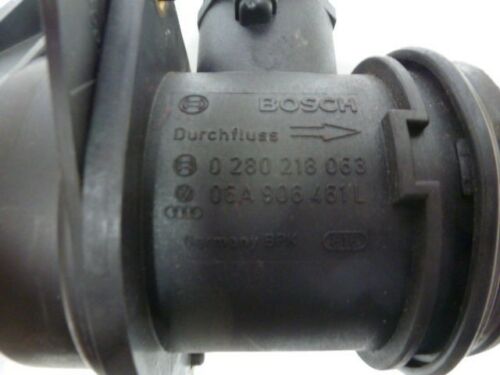 BOSCH
Durchfluss
0 280 218 063
06A 906 461 L
Germany BPK